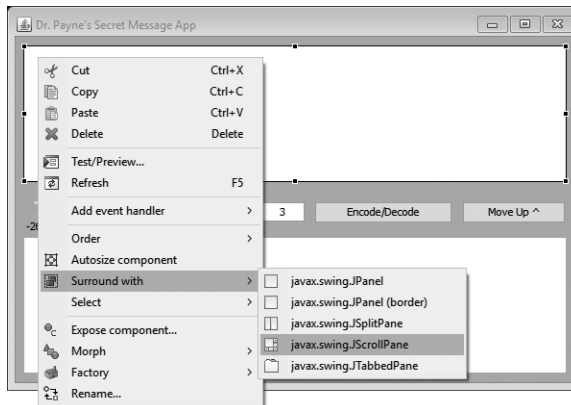 Dr. Payne's Secret Message App
Cut Ctrl+X
Copy Ctrl+C
Paste Ctrl+V
Delete Delete
Test/Preview...
Refresh F5
Add event handler >
3 Encode/Decode Move Up ^
Order >
Autosize component
Surround with >
javax.swing.JPanel
Select >
javax.swing.JPanel (border)
Expose component...
javax.swing.JSplitPane
Morph >
javax.swing.JScrollPane
Factory >
javax.swing.JTabbedPane
Rename...